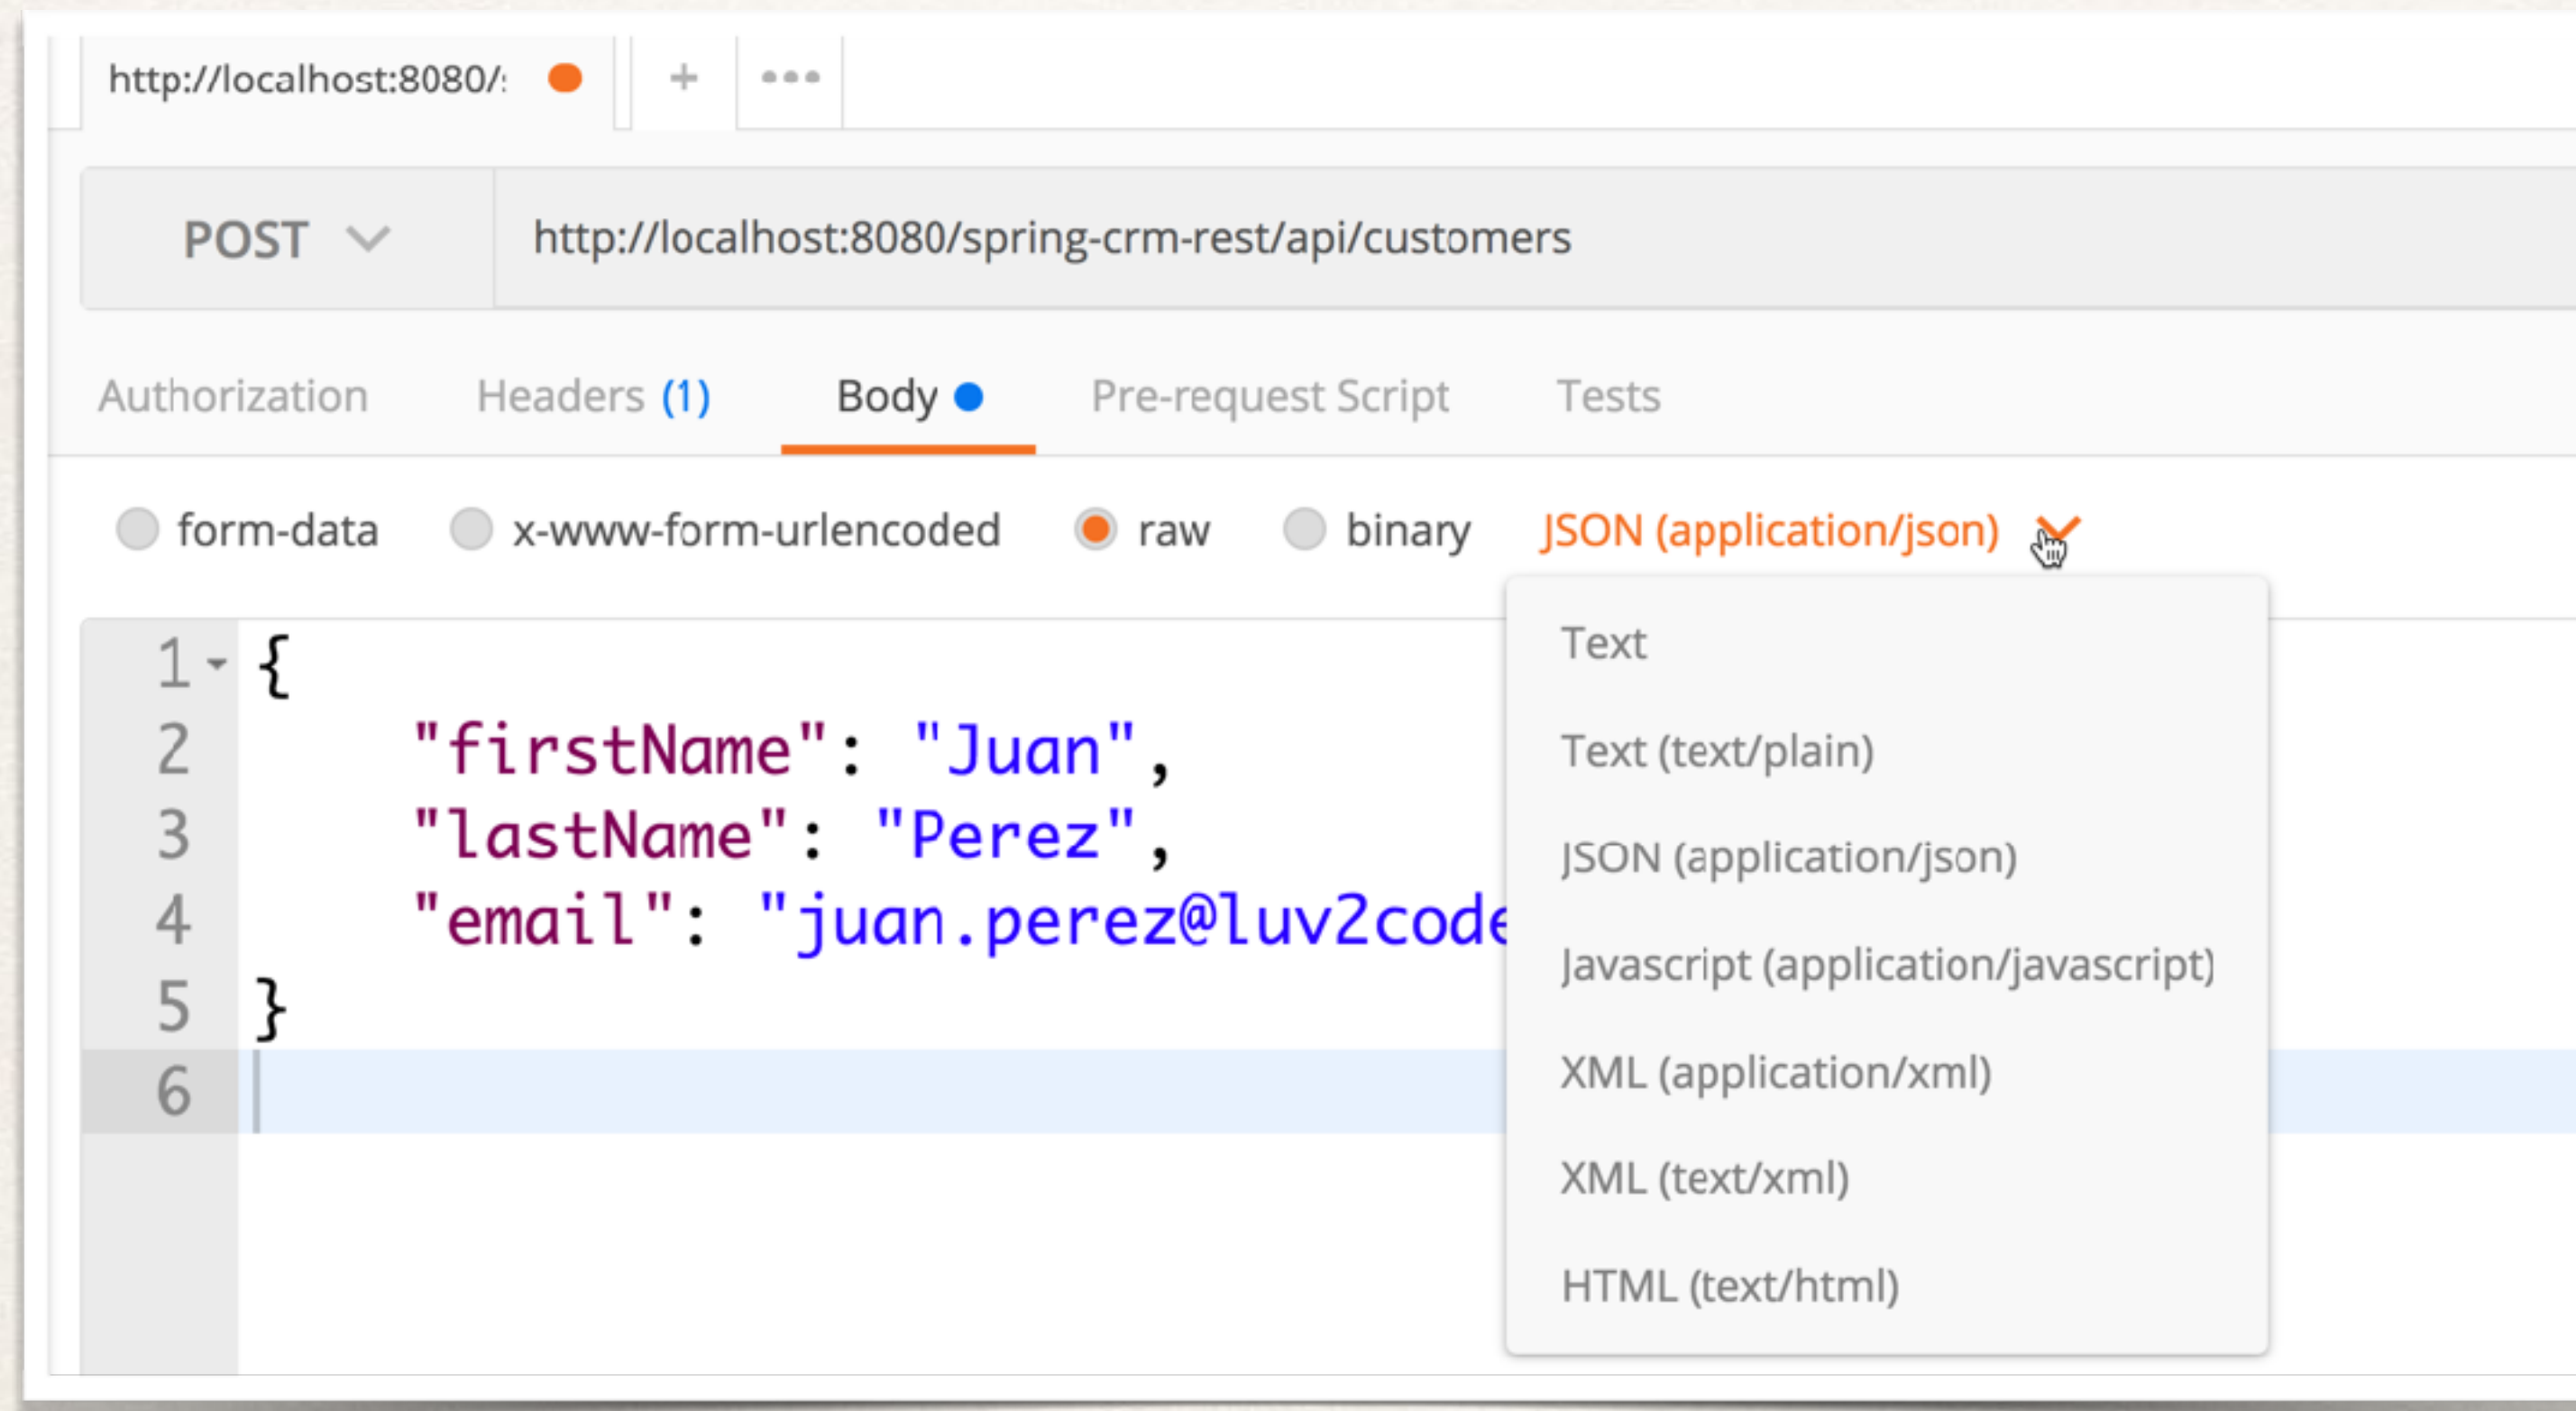 http://localhost:8080/
POST
http://localhost:8080/spring-crm-rest/api/customers
Authorization Headers (1) Body Pre-request Script Tests
form-data x-www-form-urlencoded raw binary JSON (application/json)
Text
Text (text/plain)
JSON (application/json)
Javascript (application/javascript)
XML (application/xml)
XML (text/xml)
HTML (text/html)
1 {
2 "firstName": "Juan",
3 "lastName": "Perez",
4 "email": "juan.perez@luv2code
5 }
6